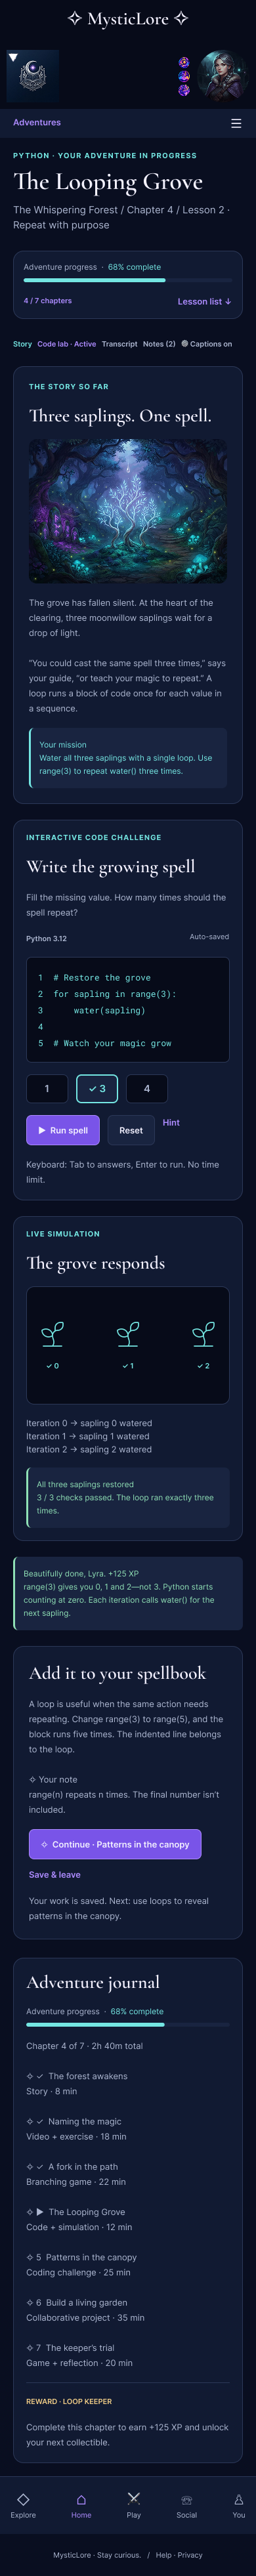 ✧ MysticLore ✧
Adventures
PYTHON · YOUR ADVENTURE IN PROGRESS
The Looping Grove
The Whispering Forest / Chapter 4 / Lesson 2 ·
Repeat with purpose
Adventure progress · 68% complete
4 / 7 chapters
Lesson list ↓
Story Code lab · Active Transcript Notes (2) Captions on
THE STORY SO FAR
Three saplings. One spell.
The grove has fallen silent. At the heart of the
clearing, three moonwillow saplings wait for a
drop of light.
“You could cast the same spell three times,” says
your guide, “or teach your magic to repeat.” A
loop runs a block of code once for each value in
a sequence.
Your mission
Water all three saplings with a single loop. Use
range(3) to repeat water() three times.
INTERACTIVE CODE CHALLENGE
Write the growing spell
Fill the missing value. How many times should the
spell repeat?
Python 3.12
Auto-saved
1 # Restore the grove
2 for sapling in range(3):
3     water(sapling)
4
5 # Watch your magic grow
1
✓ 3
4
▶ Run spell
Reset
Hint
Keyboard: Tab to answers, Enter to run. No time
limit.
LIVE SIMULATION
The grove responds
✓ 0
✓ 1
✓ 2
Iteration 0 → sapling 0 watered
Iteration 1 → sapling 1 watered
Iteration 2 → sapling 2 watered
All three saplings restored
3 / 3 checks passed. The loop ran exactly three
times.
Beautifully done, Lyra. +125 XP
range(3) gives you 0, 1 and 2—not 3. Python starts
counting at zero. Each iteration calls water() for the
next sapling.
Add it to your spellbook
A loop is useful when the same action needs
repeating. Change range(3) to range(5), and the
block runs five times. The indented line belongs
to the loop.
✧ Your note
range(n) repeats n times. The final number isn’t
included.
✧ Continue · Patterns in the canopy
Save & leave
Your work is saved. Next: use loops to reveal
patterns in the canopy.
Adventure journal
Adventure progress · 68% complete
Chapter 4 of 7 · 2h 40m total
✧ ✓ The forest awakens
Story · 8 min
✧ ✓ Naming the magic
Video + exercise · 18 min
✧ ✓ A fork in the path
Branching game · 22 min
✧ ▶ The Looping Grove
Code + simulation · 12 min
✧ 5 Patterns in the canopy
Coding challenge · 25 min
✧ 6 Build a living garden
Collaborative project · 35 min
✧ 7 The keeper’s trial
Game + reflection · 20 min
REWARD · LOOP KEEPER
Complete this chapter to earn +125 XP and unlock
your next collectible.
Explore
Home
Play
Social
You
MysticLore · Stay curious. / Help · Privacy